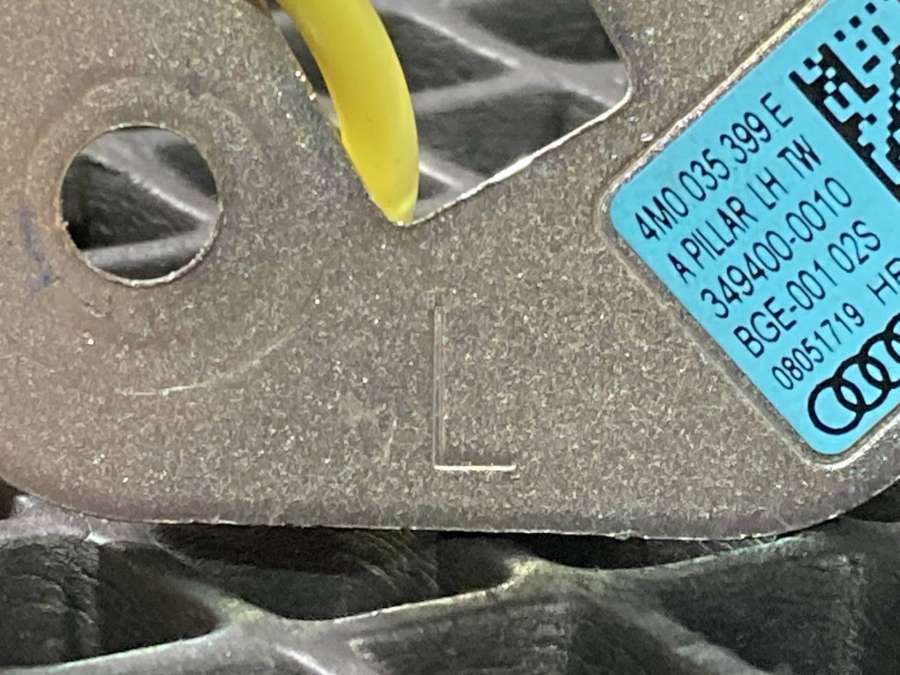 4M0.035.399.E
A PILLAR LH TW
349400-0010
BGE-001 02S
08051719
L